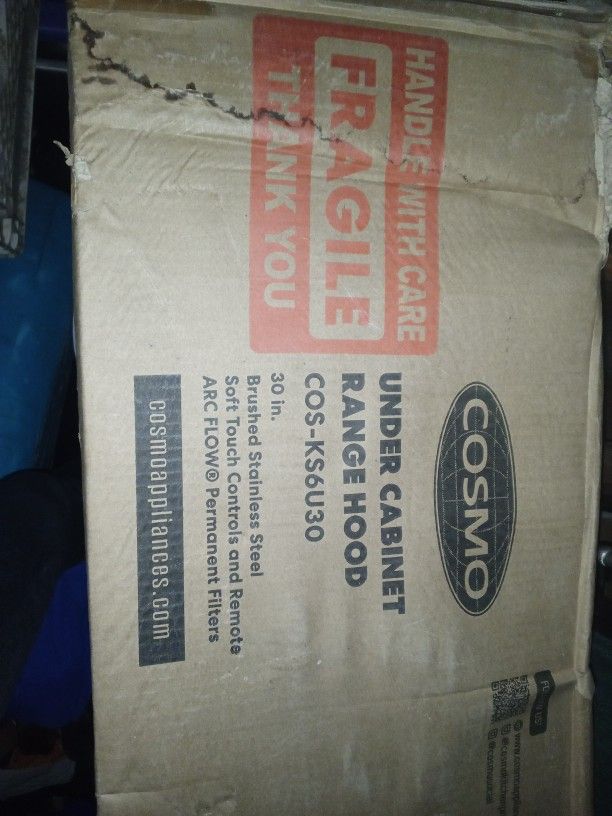 HANDLE WITH CARE
FRAGILE
THANK YOU
COSMO
UNDER CABINET
RANGE HOOD
COS-KS6U30
30 in.
Brushed Stainless Steel
Soft Touch Controls and Remote
ARC FLOW® Permanent Filters
cosmoappliances.com
US